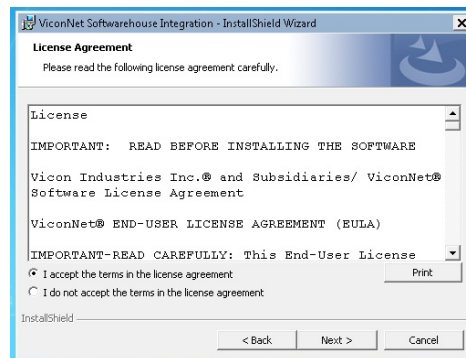 ViconNet Softwarehouse Integration - InstallShield Wizard
License Agreement
Please read the following license agreement carefully.
License
IMPORTANT:  READ BEFORE INSTALLING THE SOFTWARE
Vicon Industries Inc.® and Subsidiaries/ ViconNet®
Software License Agreement
ViconNet® END-USER LICENSE AGREEMENT (EULA)
IMPORTANT-READ CAREFULLY: This End-User License
I accept the terms in the license agreement
Print
I do not accept the terms in the license agreement
InstallShield
< Back
Next >
Cancel